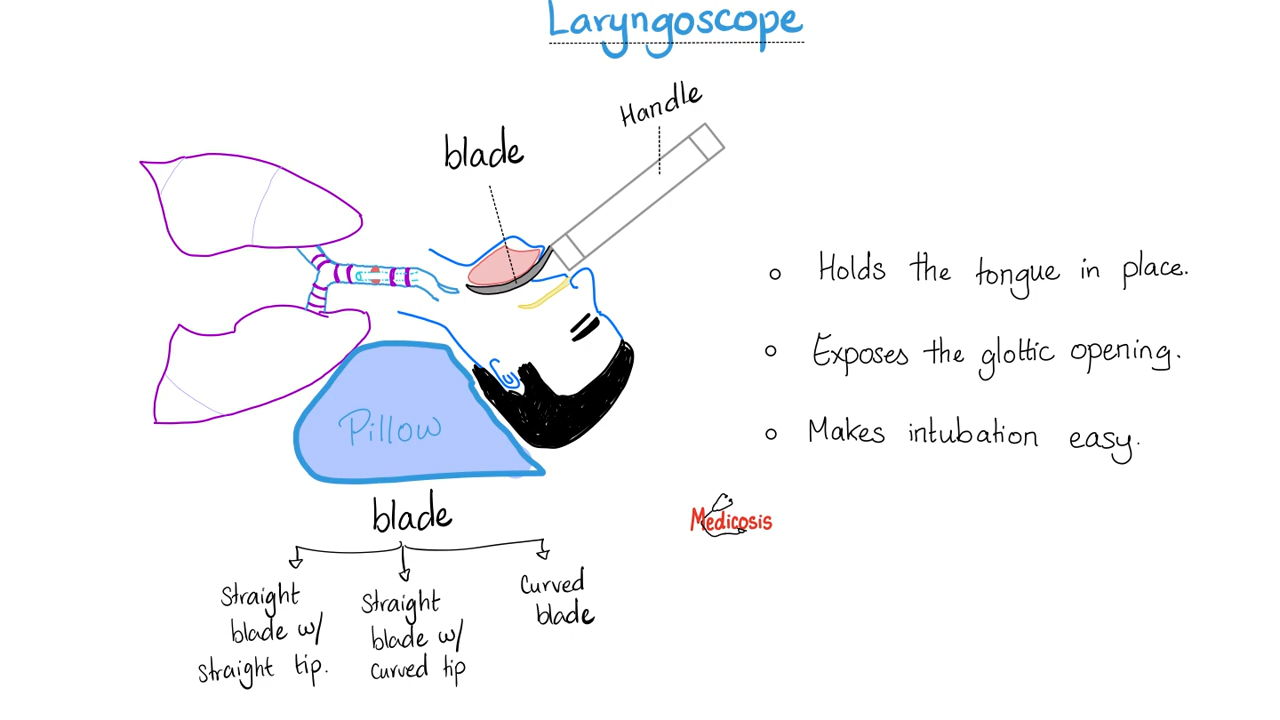 Laryngoscope
Handle
blade
Holds the tongue in place.
Exposes the glottic opening.
Makes intubation easy.
Pillow
Medicosis
blade
Straight
blade w/
straight tip.
Straight
blade w/
curved tip
Curved
blade